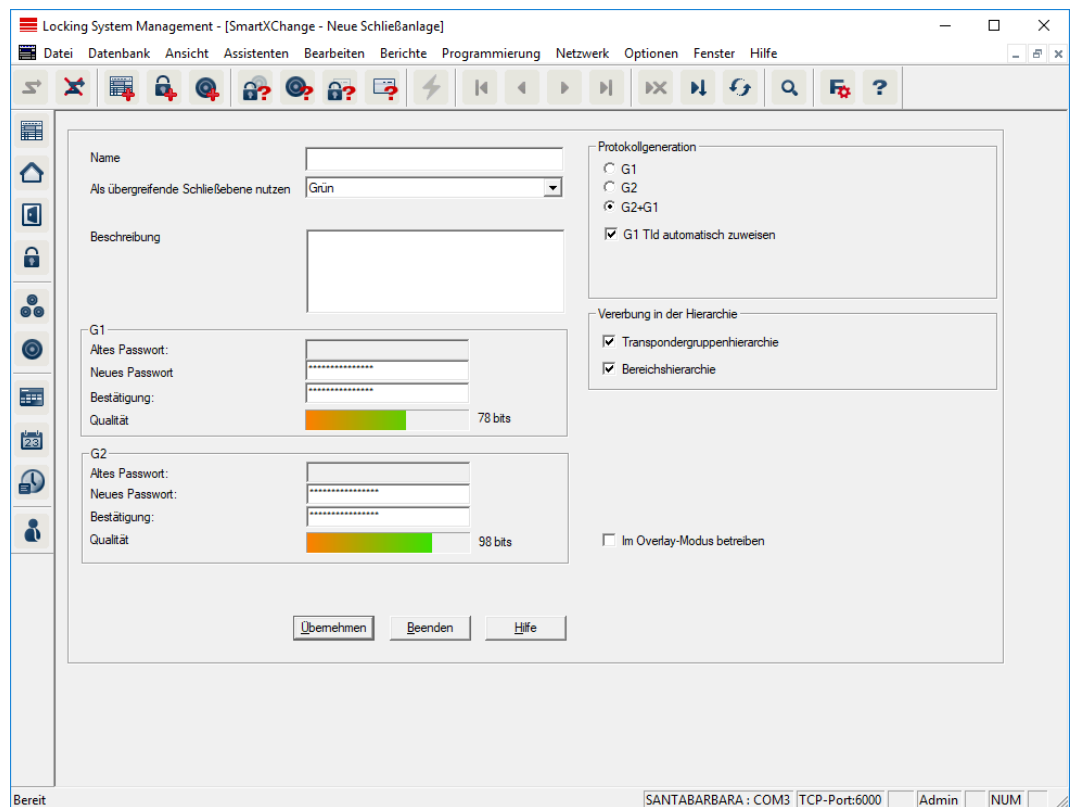 Locking System Management - [SmartXChange - Neue Schließanlage]
Datei Datenbank Ansicht Assistenten Bearbeiten Berichte Programmierung Netzwerk Optionen Fenster Hilfe
Name
Als übergreifende Schließebene nutzen Grün
Beschreibung
G1
Altes Passwort:
Neues Passwort ***************
Bestätigung: ***************
Qualität 78 bits
G2
Altes Passwort:
Neues Passwort: ****************
Bestätigung: ****************
Qualität 98 bits
Übernehmen Beenden Hilfe
Protokollgeneration
G1
G2
G2+G1
G1 TId automatisch zuweisen
Vererbung in der Hierarchie
Transpondergruppenhierarchie
Bereichshierarchie
Im Overlay-Modus betreiben
Bereit SANTABARBARA : COM3 TCP-Port:6000 Admin NUM